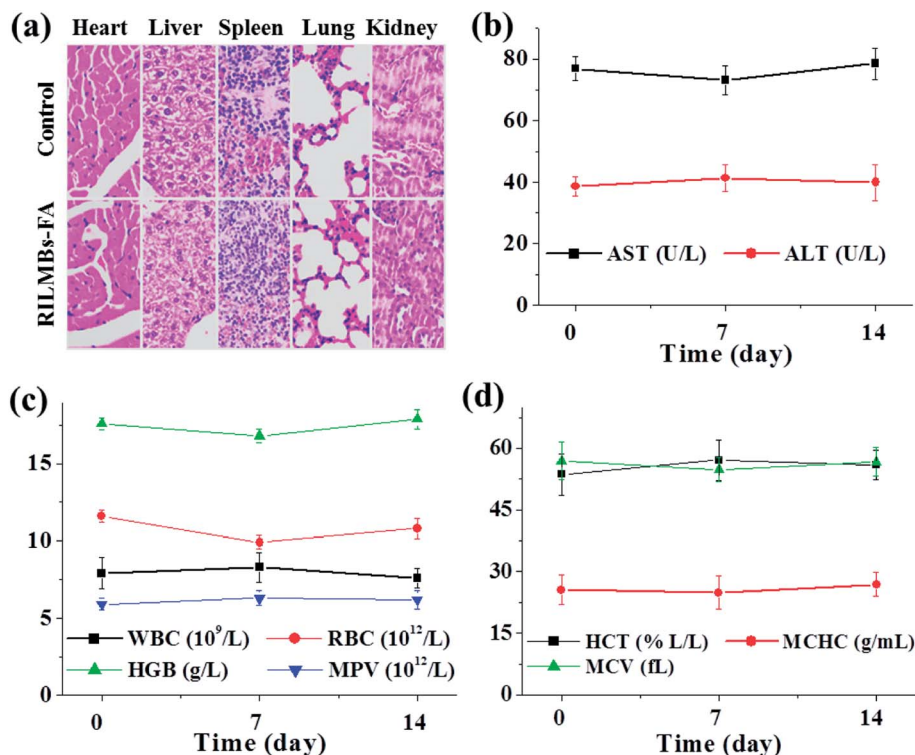 (a) Heart Liver Spleen Lung Kidney
Control
RILMBs-FA
(b)
80
60
40
20
0
AST (U/L) ALT (U/L)
0 7 14
Time (day)
(c)
15
10
5
0
WBC (10⁹/L) RBC (10¹²/L)
HGB (g/L) MPV (10¹²/L)
0 7 14
Time (day)
(d)
60
45
30
15
0
HCT (% L/L) MCHC (g/mL)
MCV (fL)
0 7 14
Time (day)